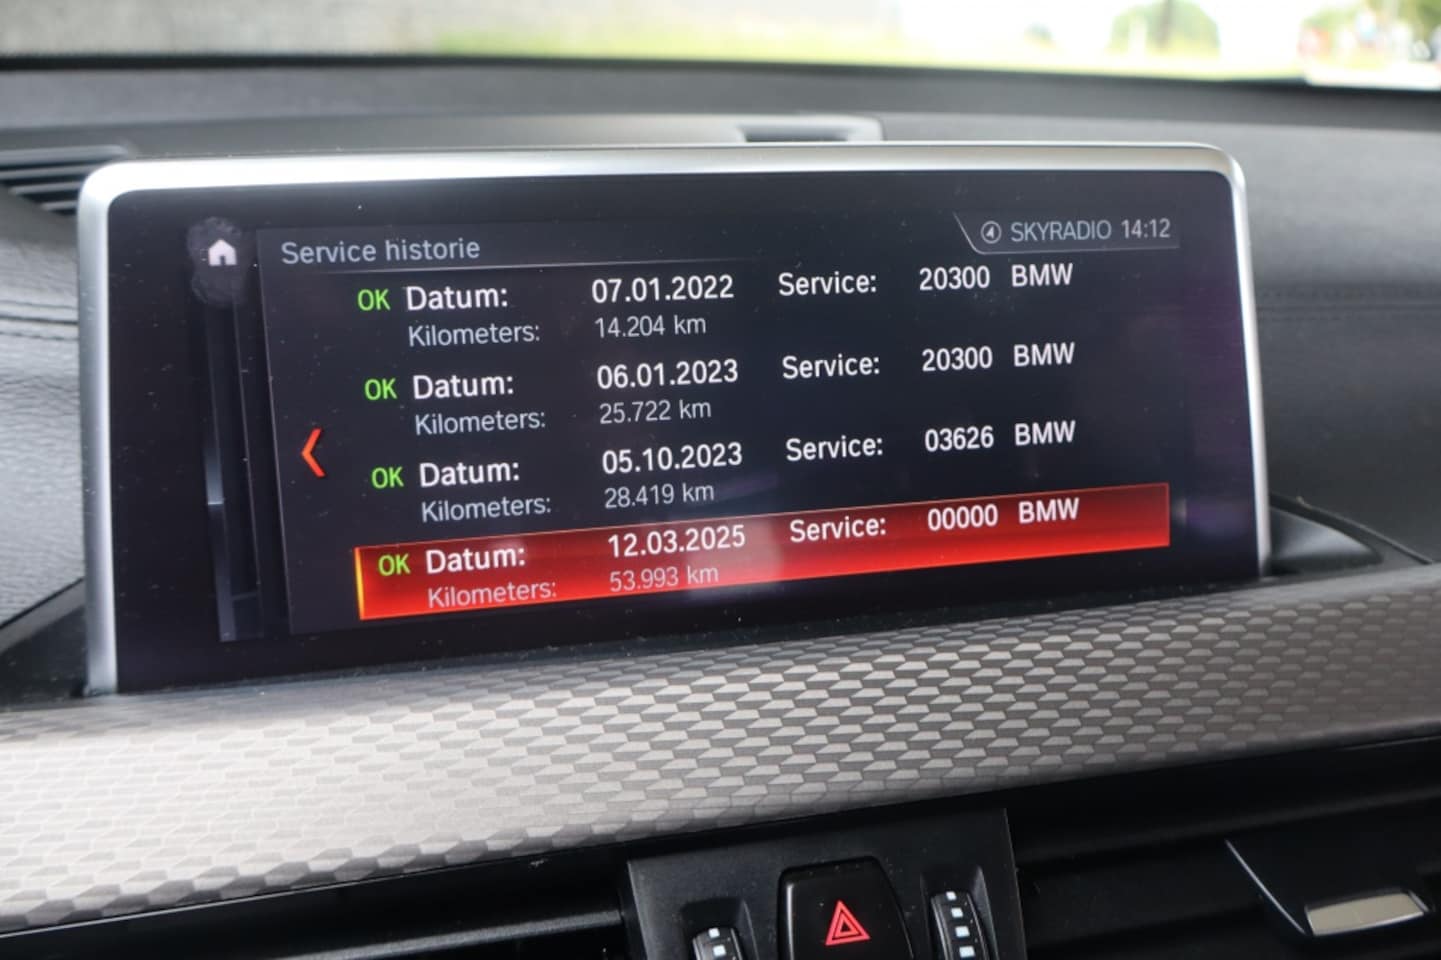 Service historie
SKYRADIO 14:12
OK Datum: 07.01.2022 Service: 20300 BMW
Kilometers: 14.204 km
OK Datum: 06.01.2023 Service: 20300 BMW
Kilometers: 25.722 km
OK Datum: 05.10.2023 Service: 03626 BMW
Kilometers: 28.419 km
OK Datum: 12.03.2025 Service: 00000 BMW
Kilometers: 53.993 km